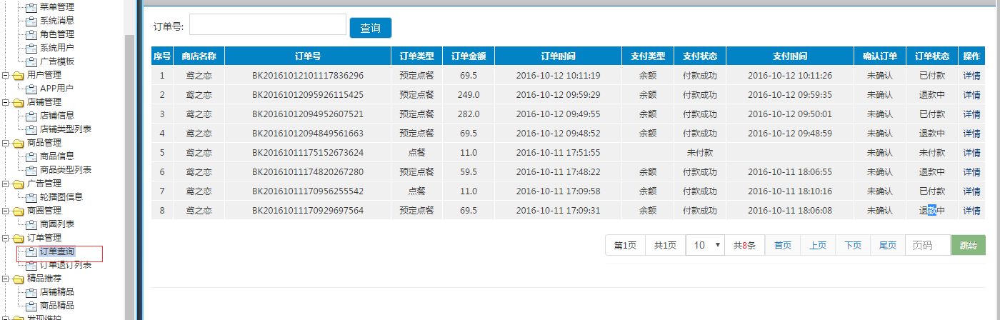 菜单管理
系统消息
角色管理
系统用户
广告模板
用户管理
APP用户
店铺管理
店铺信息
店铺类型列表
商品管理
商品信息
商品类型列表
广告管理
轮播图信息
商圈管理
商圈列表
订单管理
订单查询
订单退订列表
精品推荐
店铺精品
商品精品
发现维护
订单号: 查询
序号 商店名称 订单号 订单类型 订单金额 订单时间 支付类型 支付状态 支付时间 确认订单 订单状态 操作
1 鸢之恋 BK20161012101117836296 预定点餐 69.5 2016-10-12 10:11:19 余额 付款成功 2016-10-12 10:11:26 未确认 已付款 详情
2 鸢之恋 BK20161012095926115425 预定点餐 249.0 2016-10-12 09:59:29 余额 付款成功 2016-10-12 09:59:35 未确认 退款中 详情
3 鸢之恋 BK20161012094952607521 预定点餐 282.0 2016-10-12 09:49:55 余额 付款成功 2016-10-12 09:50:01 未确认 已付款 详情
4 鸢之恋 BK20161012094849561663 预定点餐 69.5 2016-10-12 09:48:52 余额 付款成功 2016-10-12 09:48:59 未确认 退款中 详情
5 鸢之恋 BK20161011175152673624 点餐 11.0 2016-10-11 17:51:55 未付款 未确认 未付款 详情
6 鸢之恋 BK20161011174820267280 预定点餐 59.5 2016-10-11 17:48:22 余额 付款成功 2016-10-11 18:06:55 未确认 退款中 详情
7 鸢之恋 BK20161011170956255542 点餐 11.0 2016-10-11 17:09:58 余额 付款成功 2016-10-11 18:10:16 未确认 已付款 详情
8 鸢之恋 BK20161011170929697564 预定点餐 69.5 2016-10-11 17:09:31 余额 付款成功 2016-10-11 18:06:08 未确认 退款中 详情
第1页 共1页 10 共8条 首页 上页 下页 尾页 页码 跳转